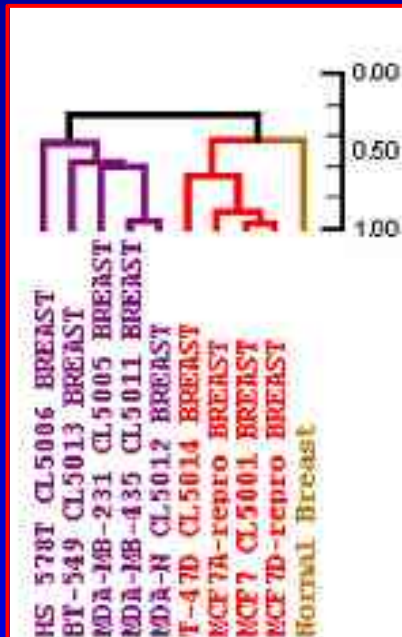 0.00
0.50
1.00
HS 578T CL5006 BREAST
BT-549 CL5013 BREAST
MDA-MB-231 CL5005 BREAST
MDA-MB-435 CL5011 BREAST
MDA-N CL5012 BREAST
T-47D CL5014 BREAST
MCF7A-repro BREAST
MCF7 CL5001 BREAST
MCF7D-repro BREAST
Normal Breast